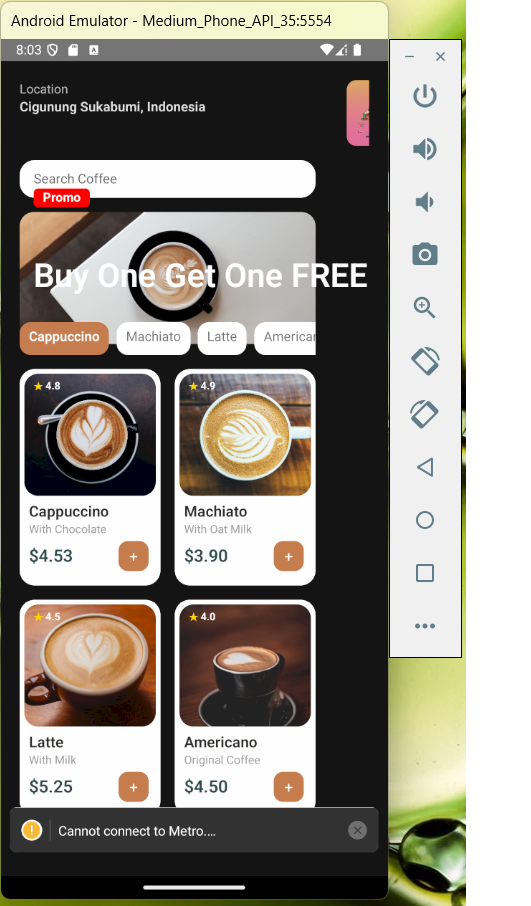 Android Emulator - Medium_Phone_API_35:5554
8:03
Location
Cigunung Sukabumi, Indonesia
Search Coffee
Promo
Buy One Get One FREE
Cappuccino Machiato Latte American
4.8 4.9
Cappuccino Machiato
With Chocolate With Oat Milk
$4.53 + $3.90 +
4.5 4.0
Latte Americano
With Milk Original Coffee
$5.25 + $4.50 +
Cannot connect to Metro....